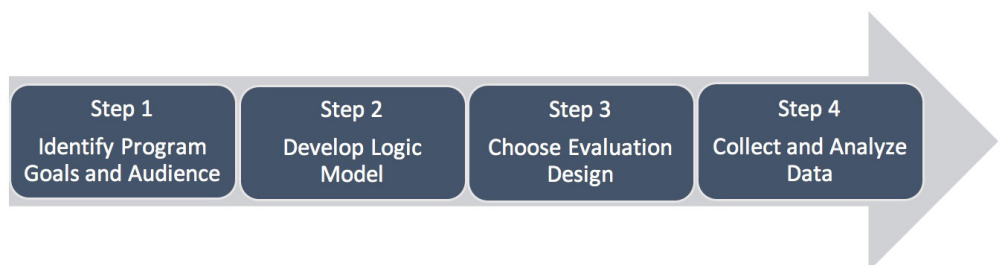 Step 1
Identify Program
Goals and Audience
Step 2
Develop Logic
Model
Step 3
Choose Evaluation
Design
Step 4
Collect and Analyze
Data